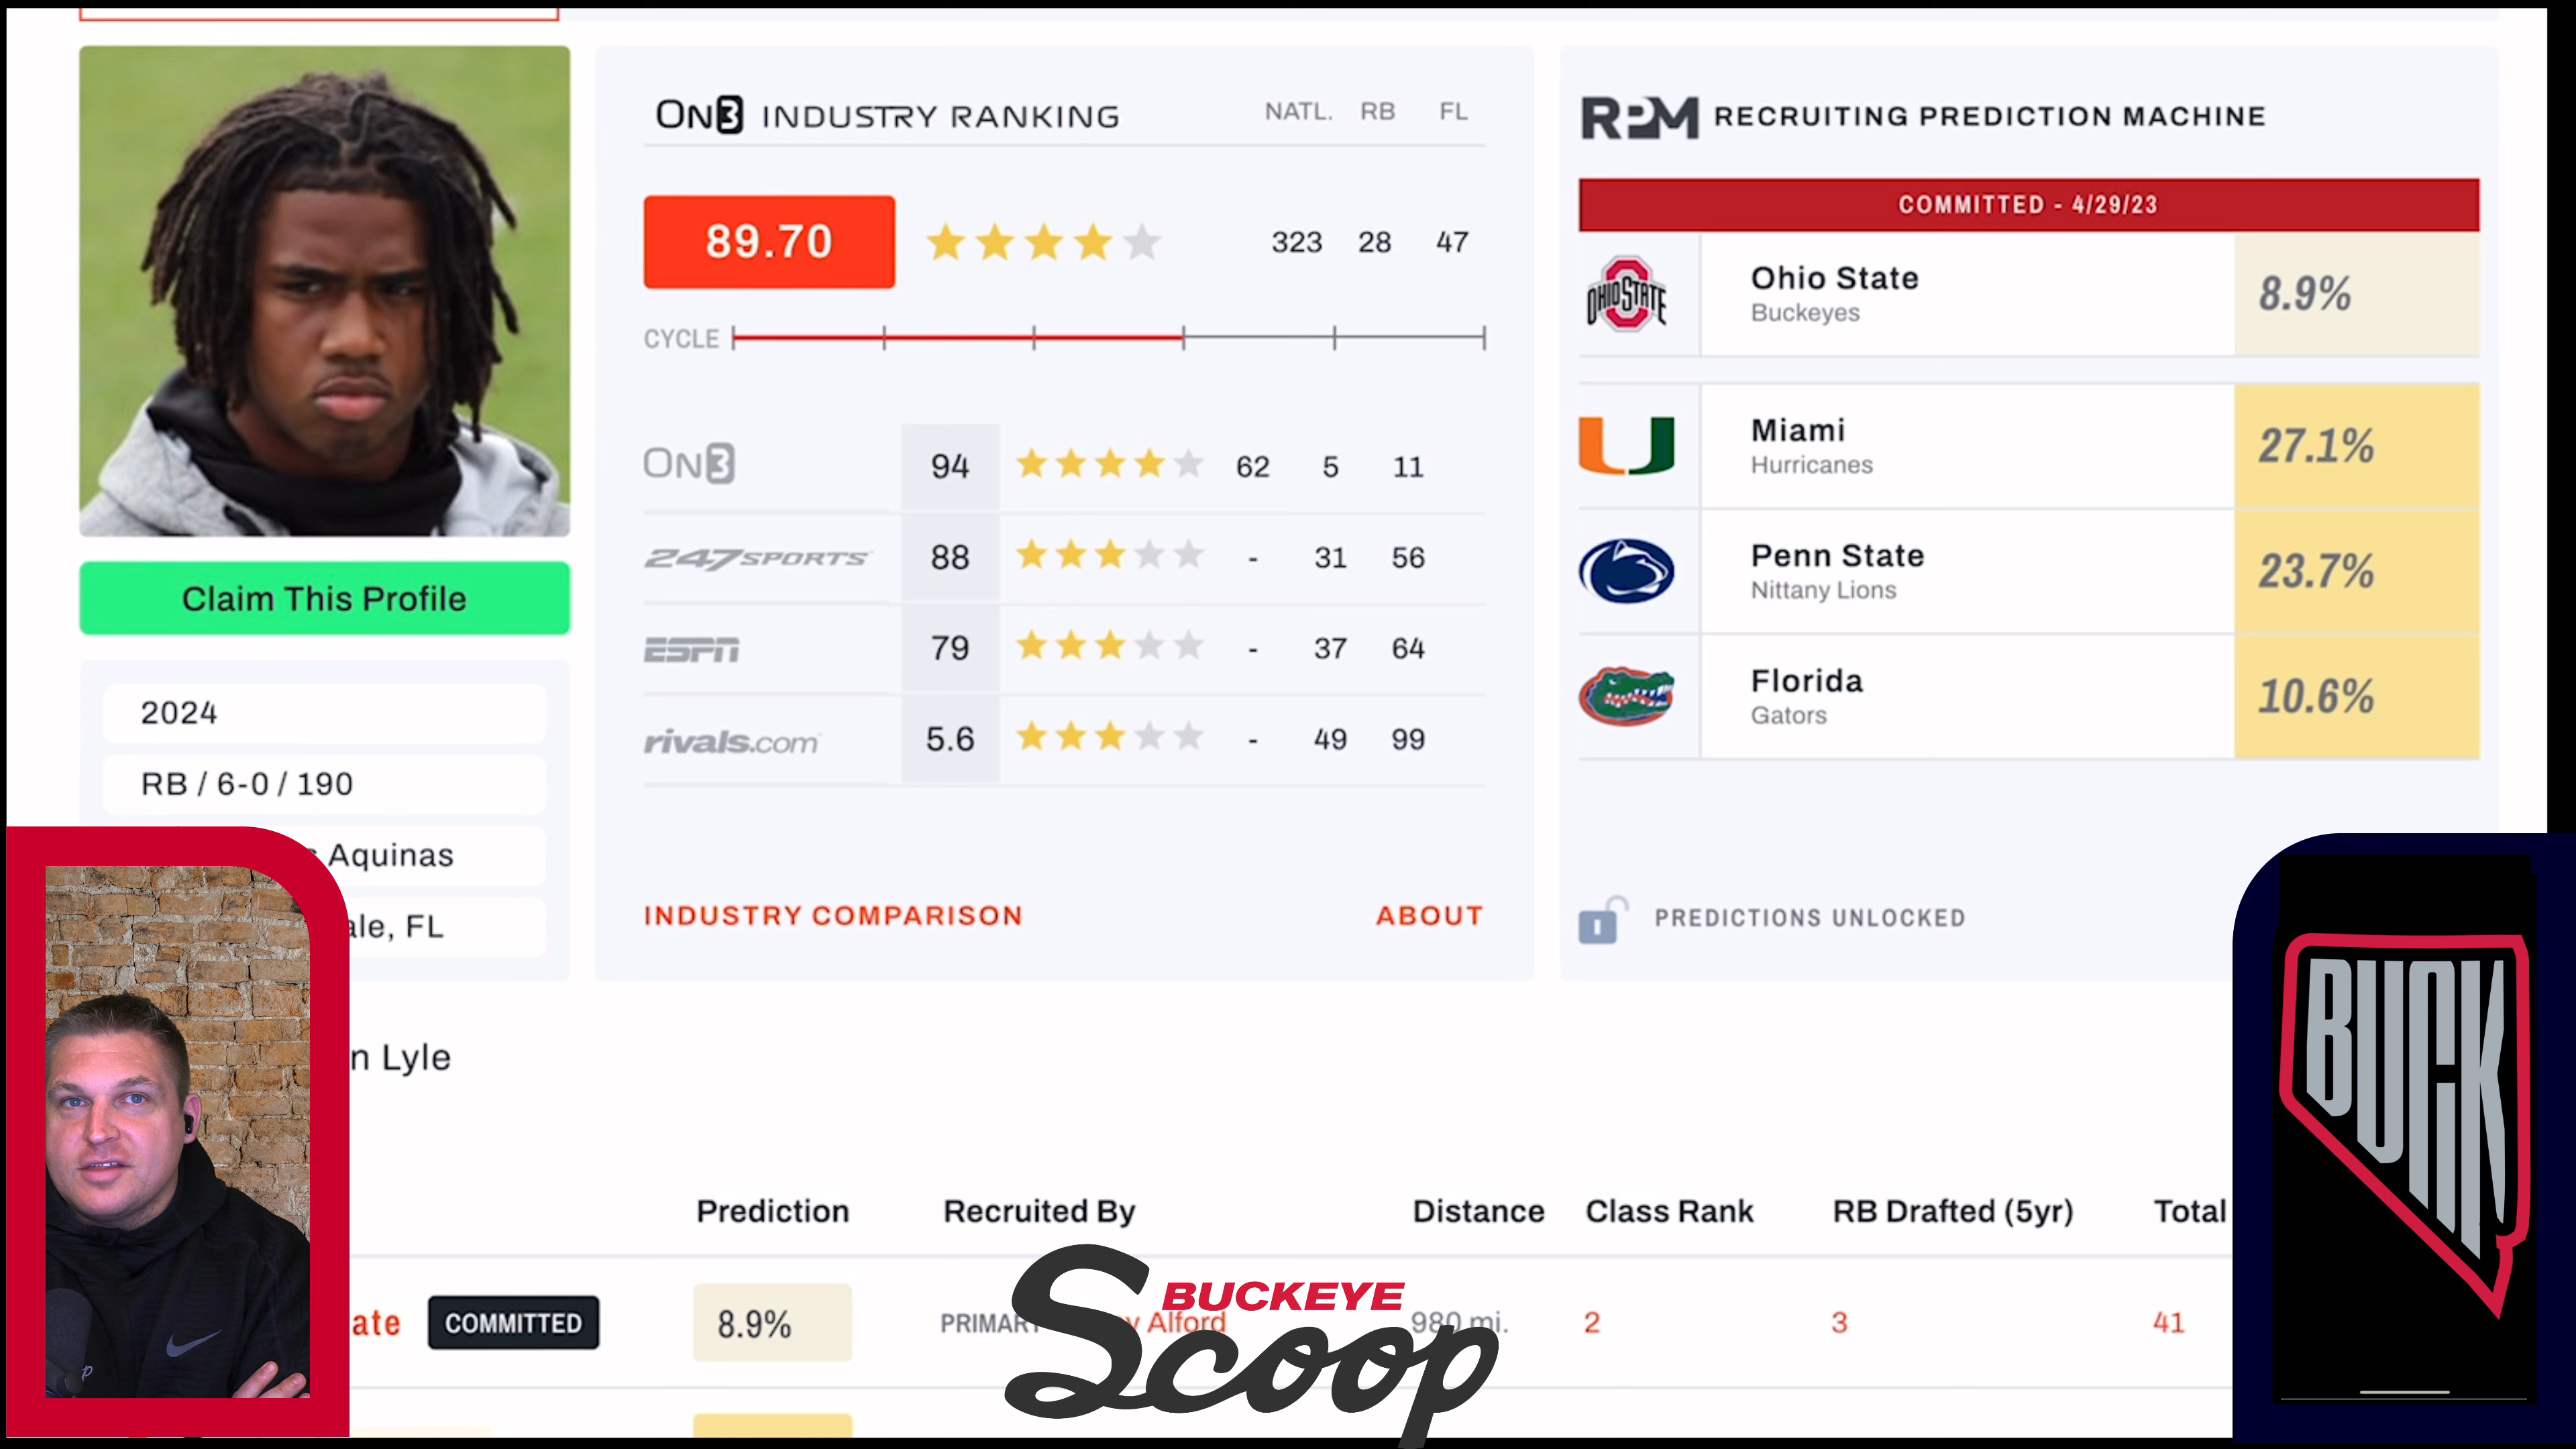 ON3 INDUSTRY RANKING NATL. RB FL
89.70 323 28 47
CYCLE
ON3 94 62 5 11
247SPORTS 88 - 31 56
ESPN 79 - 37 64
rivals.com 5.6 - 49 99
INDUSTRY COMPARISON ABOUT
RPM RECRUITING PREDICTION MACHINE
COMMITTED - 4/29/23
OHIO STATE
Ohio State
Buckeyes
8.9%
Miami
Hurricanes
27.1%
Penn State
Nittany Lions
23.7%
Florida
Gators
10.6%
PREDICTIONS UNLOCKED
Claim This Profile
2024
RB / 6-0 / 190
Aquinas
ale, FL
n Lyle
Prediction Recruited By Distance Class Rank RB Drafted (5yr) Total
ate COMMITTED 8.9% PRIMAR y Alford 980 mi. 2 3 41
BUCKEYE
Scoop
BUCK